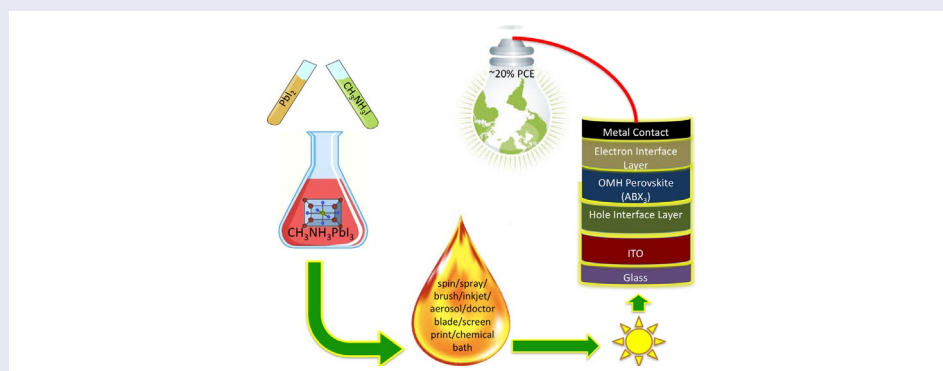 PbI₂
CH₃NH₃I
CH₃NH₃PbI₃
spin/spray/
brush/inkjet/
aerosol/doctor
blade/screen
print/chemical
bath
~20% PCE
Metal Contact
Electron Interface
Layer
OMH Perovskite
(ABX₃)
Hole Interface Layer
ITO
Glass